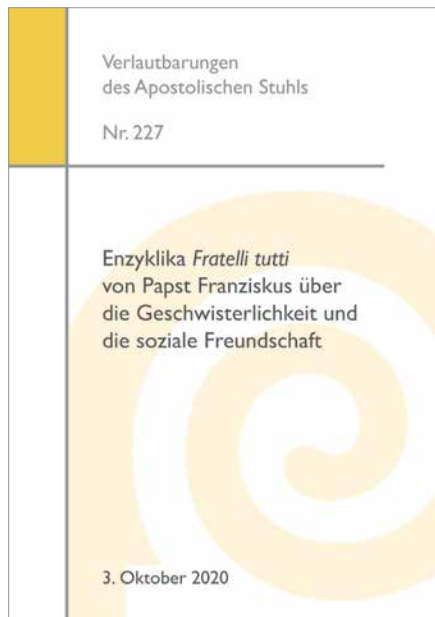 Verlautbarungen
des Apostolischen Stuhls
Nr. 227
Enzyklika Fratelli tutti
von Papst Franziskus über
die Geschwisterlichkeit und
die soziale Freundschaft
3. Oktober 2020